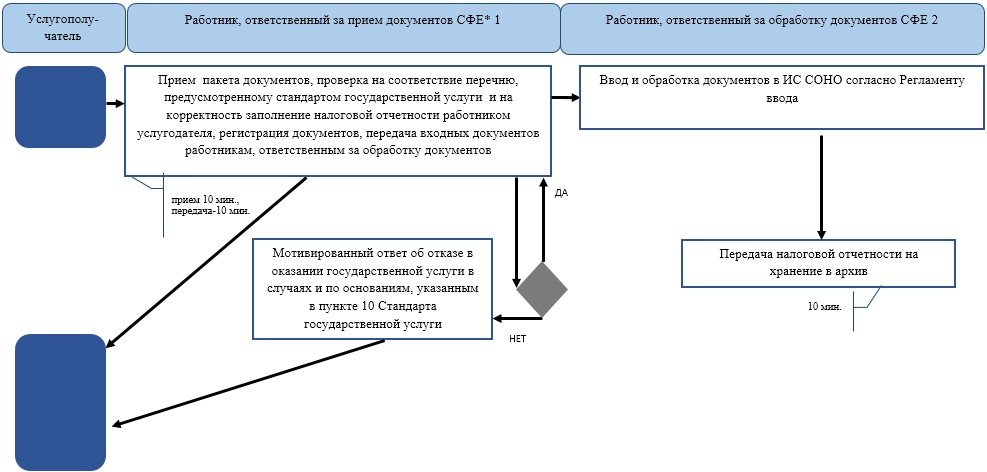 Услугополу-
чатель
Работник, ответственный за прием документов СФЕ* 1
Работник, ответственный за обработку документов СФЕ 2
Прием пакета документов, проверка на соответствие перечню,
предусмотренному стандартом государственной услуги и на
корректность заполнение налоговой отчетности работником
услугодателя, регистрация документов, передача входных документов
работникам, ответственным за обработку документов
Ввод и обработка документов в ИС СОНО согласно Регламенту
ввода
прием 10 мин.,
передача-10 мин.
ДА
Мотивированный ответ об отказе в
оказании государственной услуги в
случаях и по основаниям, указанным
в пункте 10 Стандарта
государственной услуги
НЕТ
Передача налоговой отчетности на
хранение в архив
10 мин.